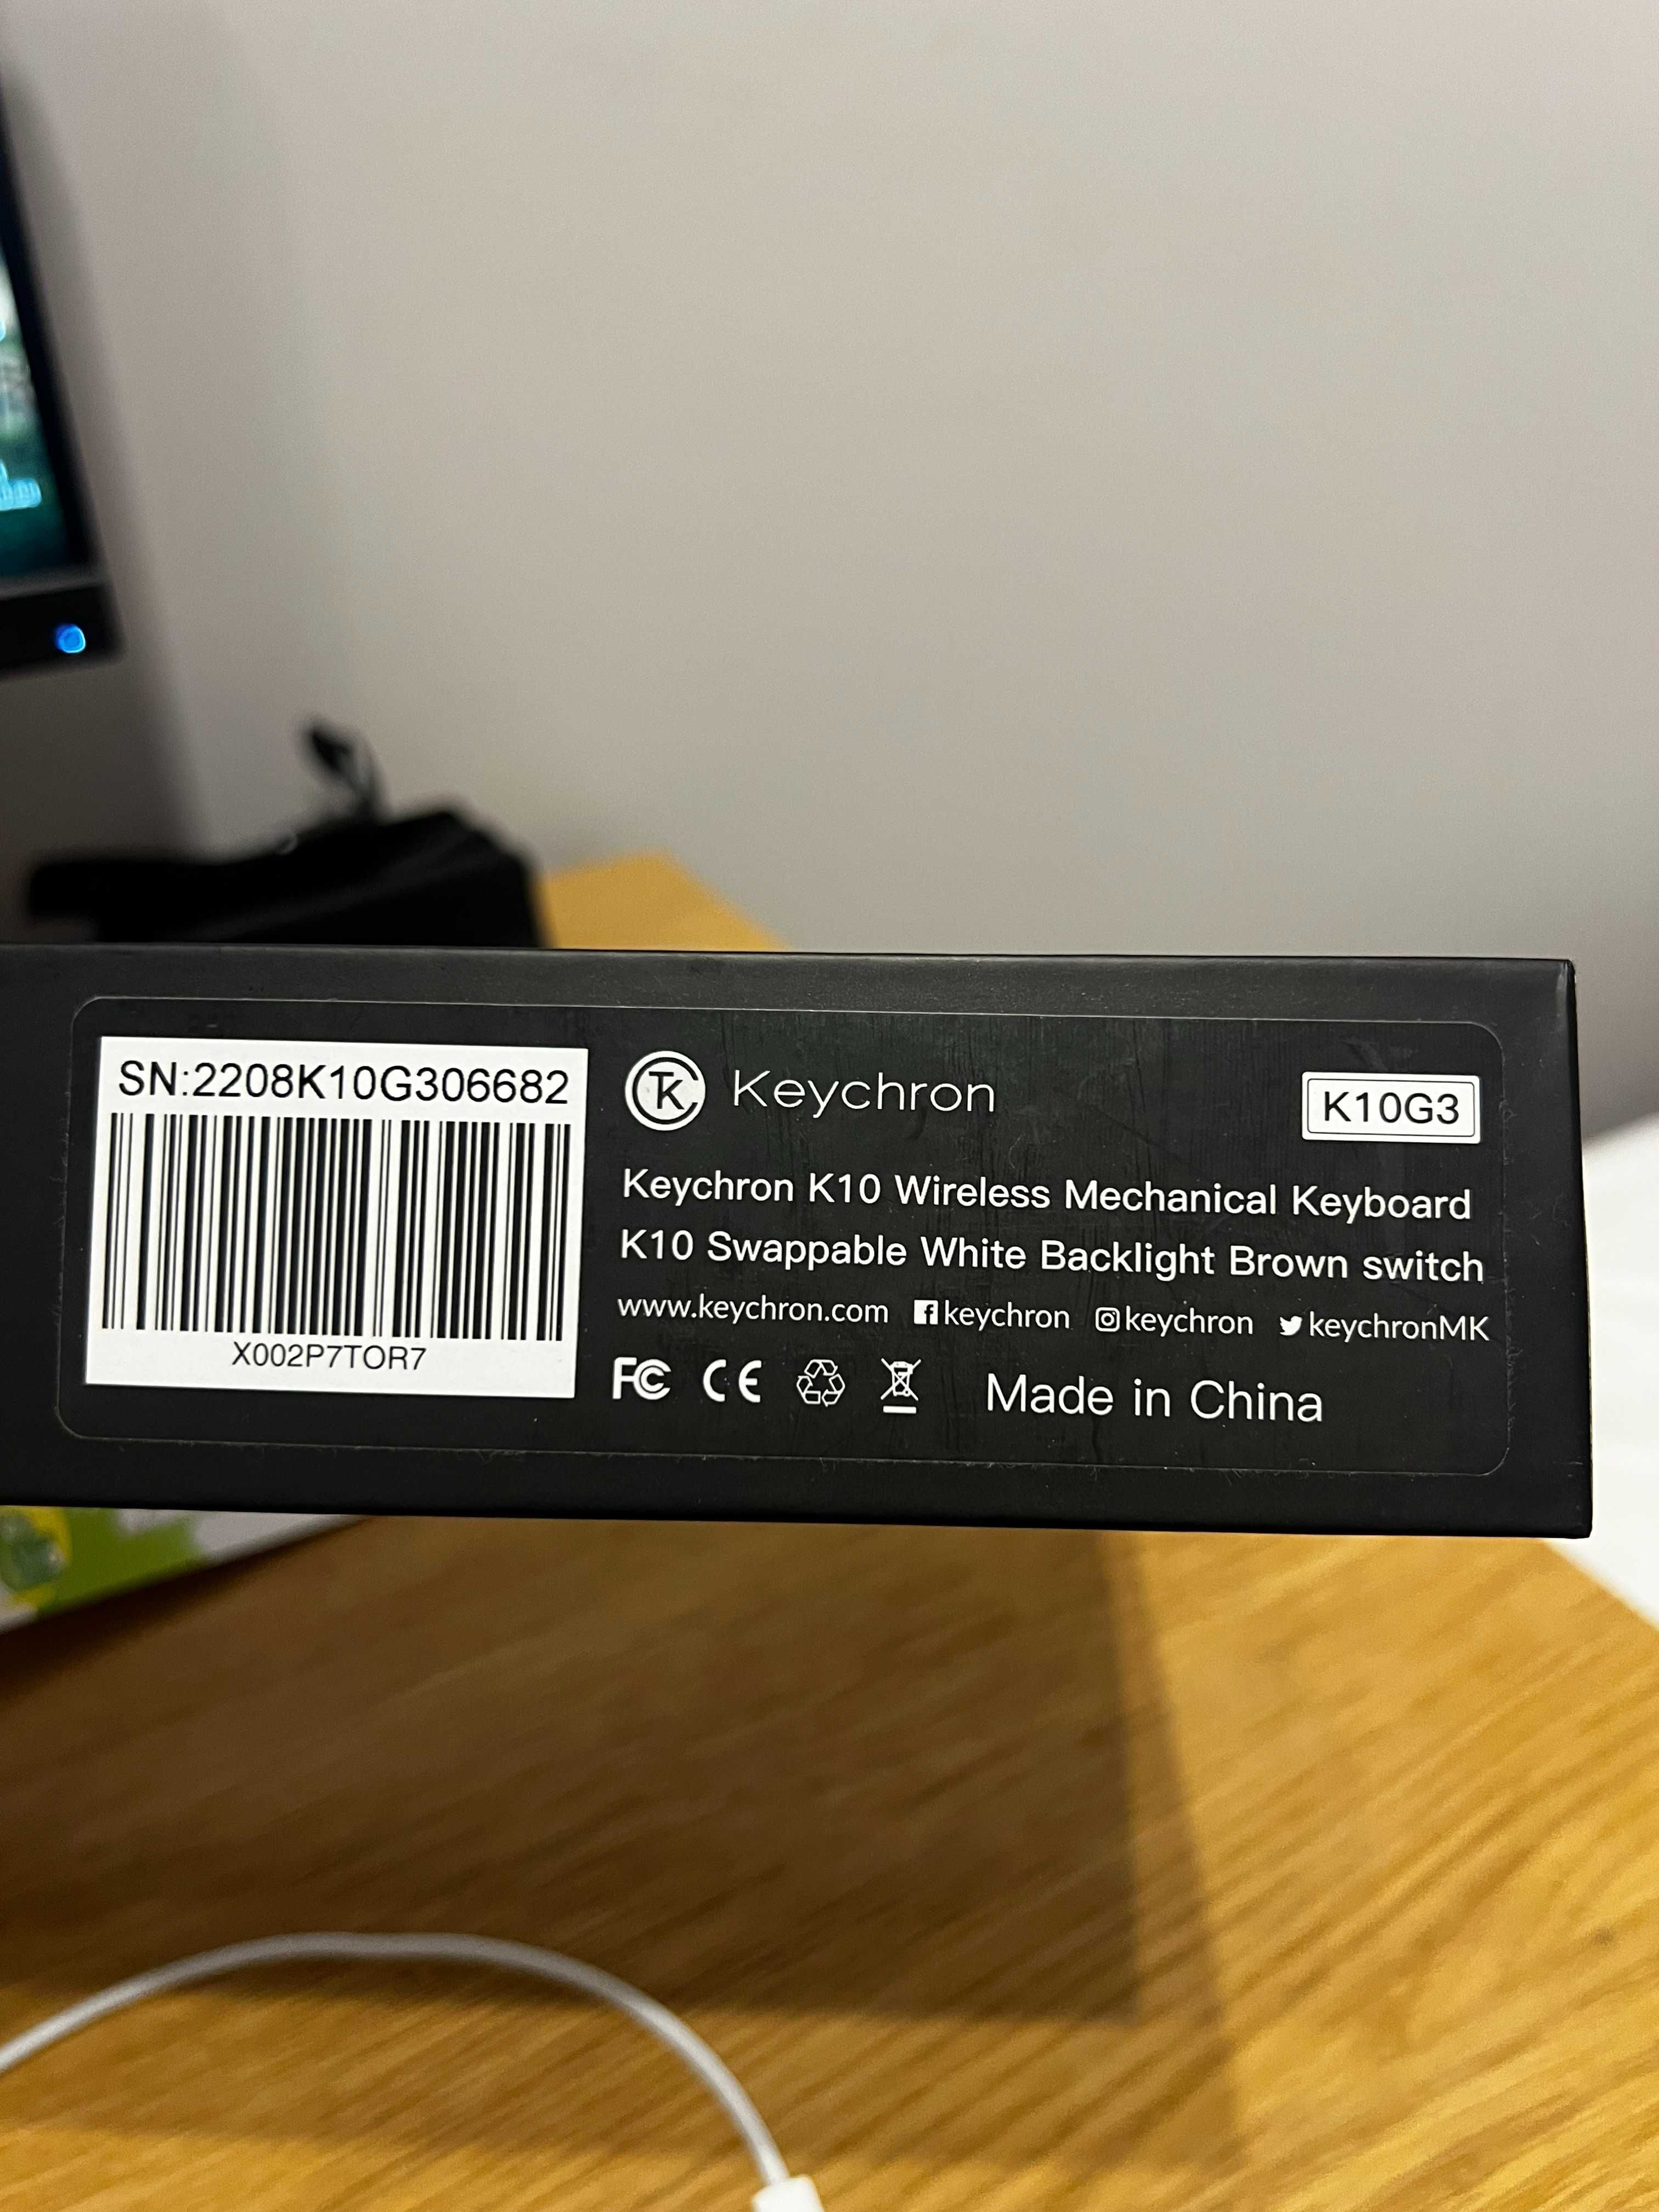 SN:2208K10G306682
X002P7TOR7
Keychron
K10G3
Keychron K10 Wireless Mechanical Keyboard
K10 Swappable White Backlight Brown switch
www.keychron.com keychron keychron keychronMK
FC CE Made in China